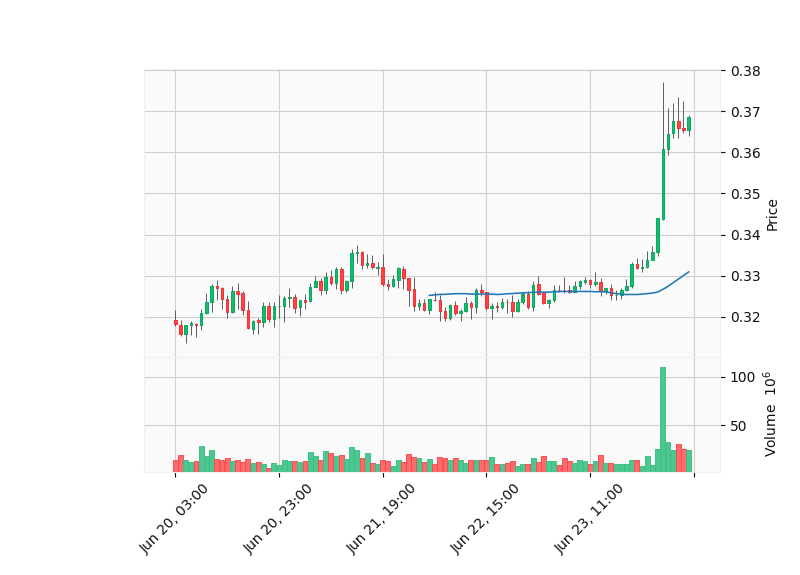 0.38
0.37
0.36
0.35
0.34
0.33
0.32
Price
100
50
Volume 10⁶
Jun 20, 03:00
Jun 20, 23:00
Jun 21, 19:00
Jun 22, 15:00
Jun 23, 11:00